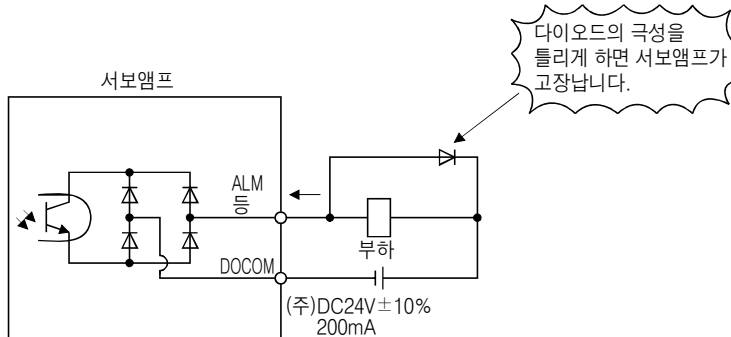 다이오드의 극성을
틀리게 하면 서보앰프가
고장납니다.
서보앰프
ALM
등
부하
DOCOM
(주)DC24V±10%
200mA